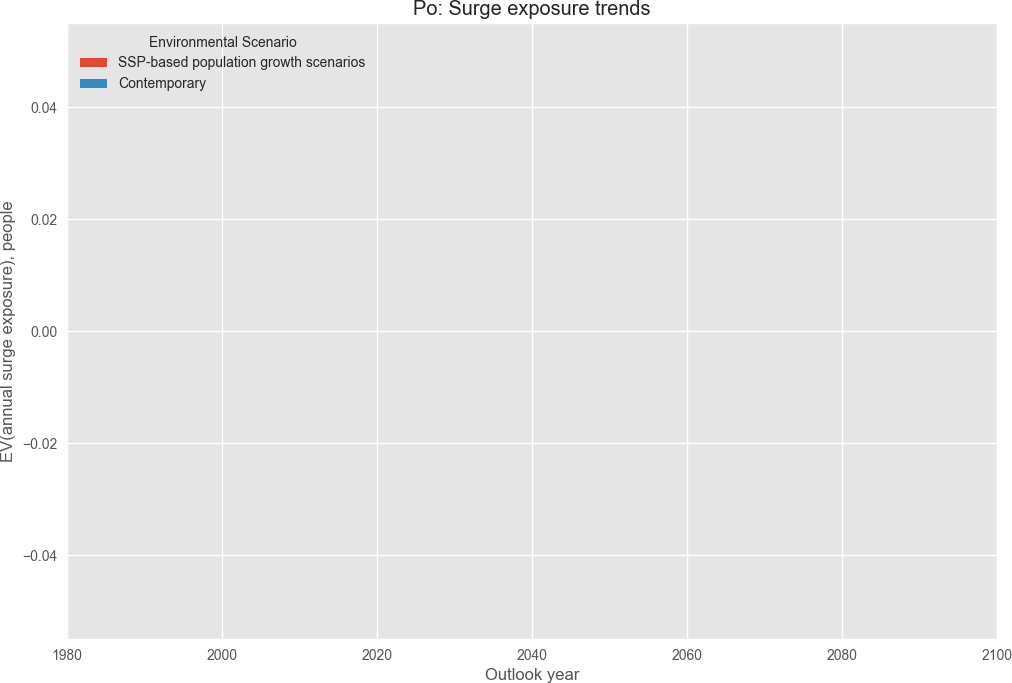 Po: Surge exposure trends
Environmental Scenario
SSP-based population growth scenarios
Contemporary
EV(annual surge exposure), people
0.04
0.02
0.00
−0.02
−0.04
1980 2000 2020 2040 2060 2080 2100
Outlook year